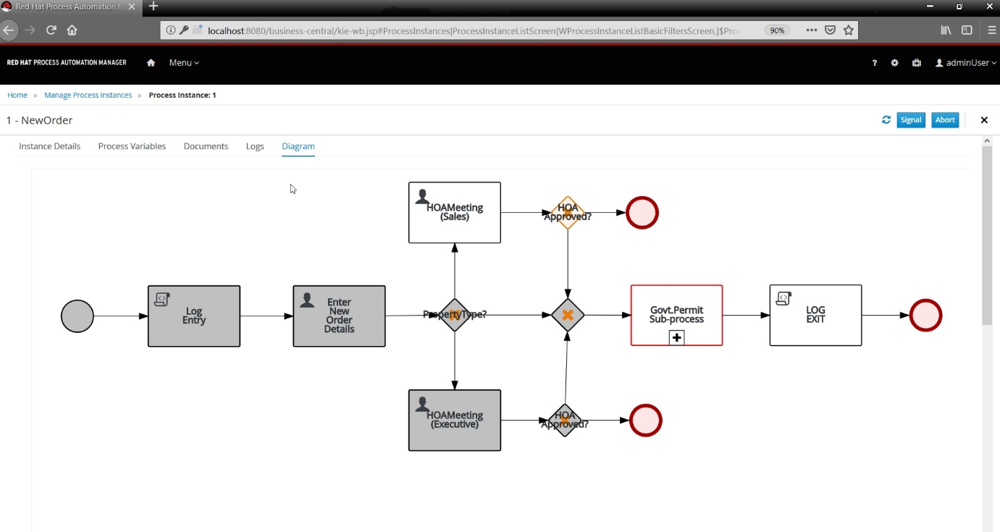 Red Hat Process Automation M
localhost:8080/business-central/kie-wb.jsp#ProcessInstances|ProcessInstanceListScreen[WProcessInstanceListBasicFiltersScreen,]$Proc
90%
RED HAT PROCESS AUTOMATION MANAGER
Menu
?
adminUser
Home » Manage Process Instances » Process Instance: 1
1 - NewOrder
Signal
Abort
Instance Details
Process Variables
Documents
Logs
Diagram
HOAMeeting
(Sales)
HOA
Approved?
Log
Entry
Enter
New
Order
Details
PropertyType?
Govt.Permit
Sub-process
LOG
EXIT
HOAMeeting
(Executive)
HOA
Approved?